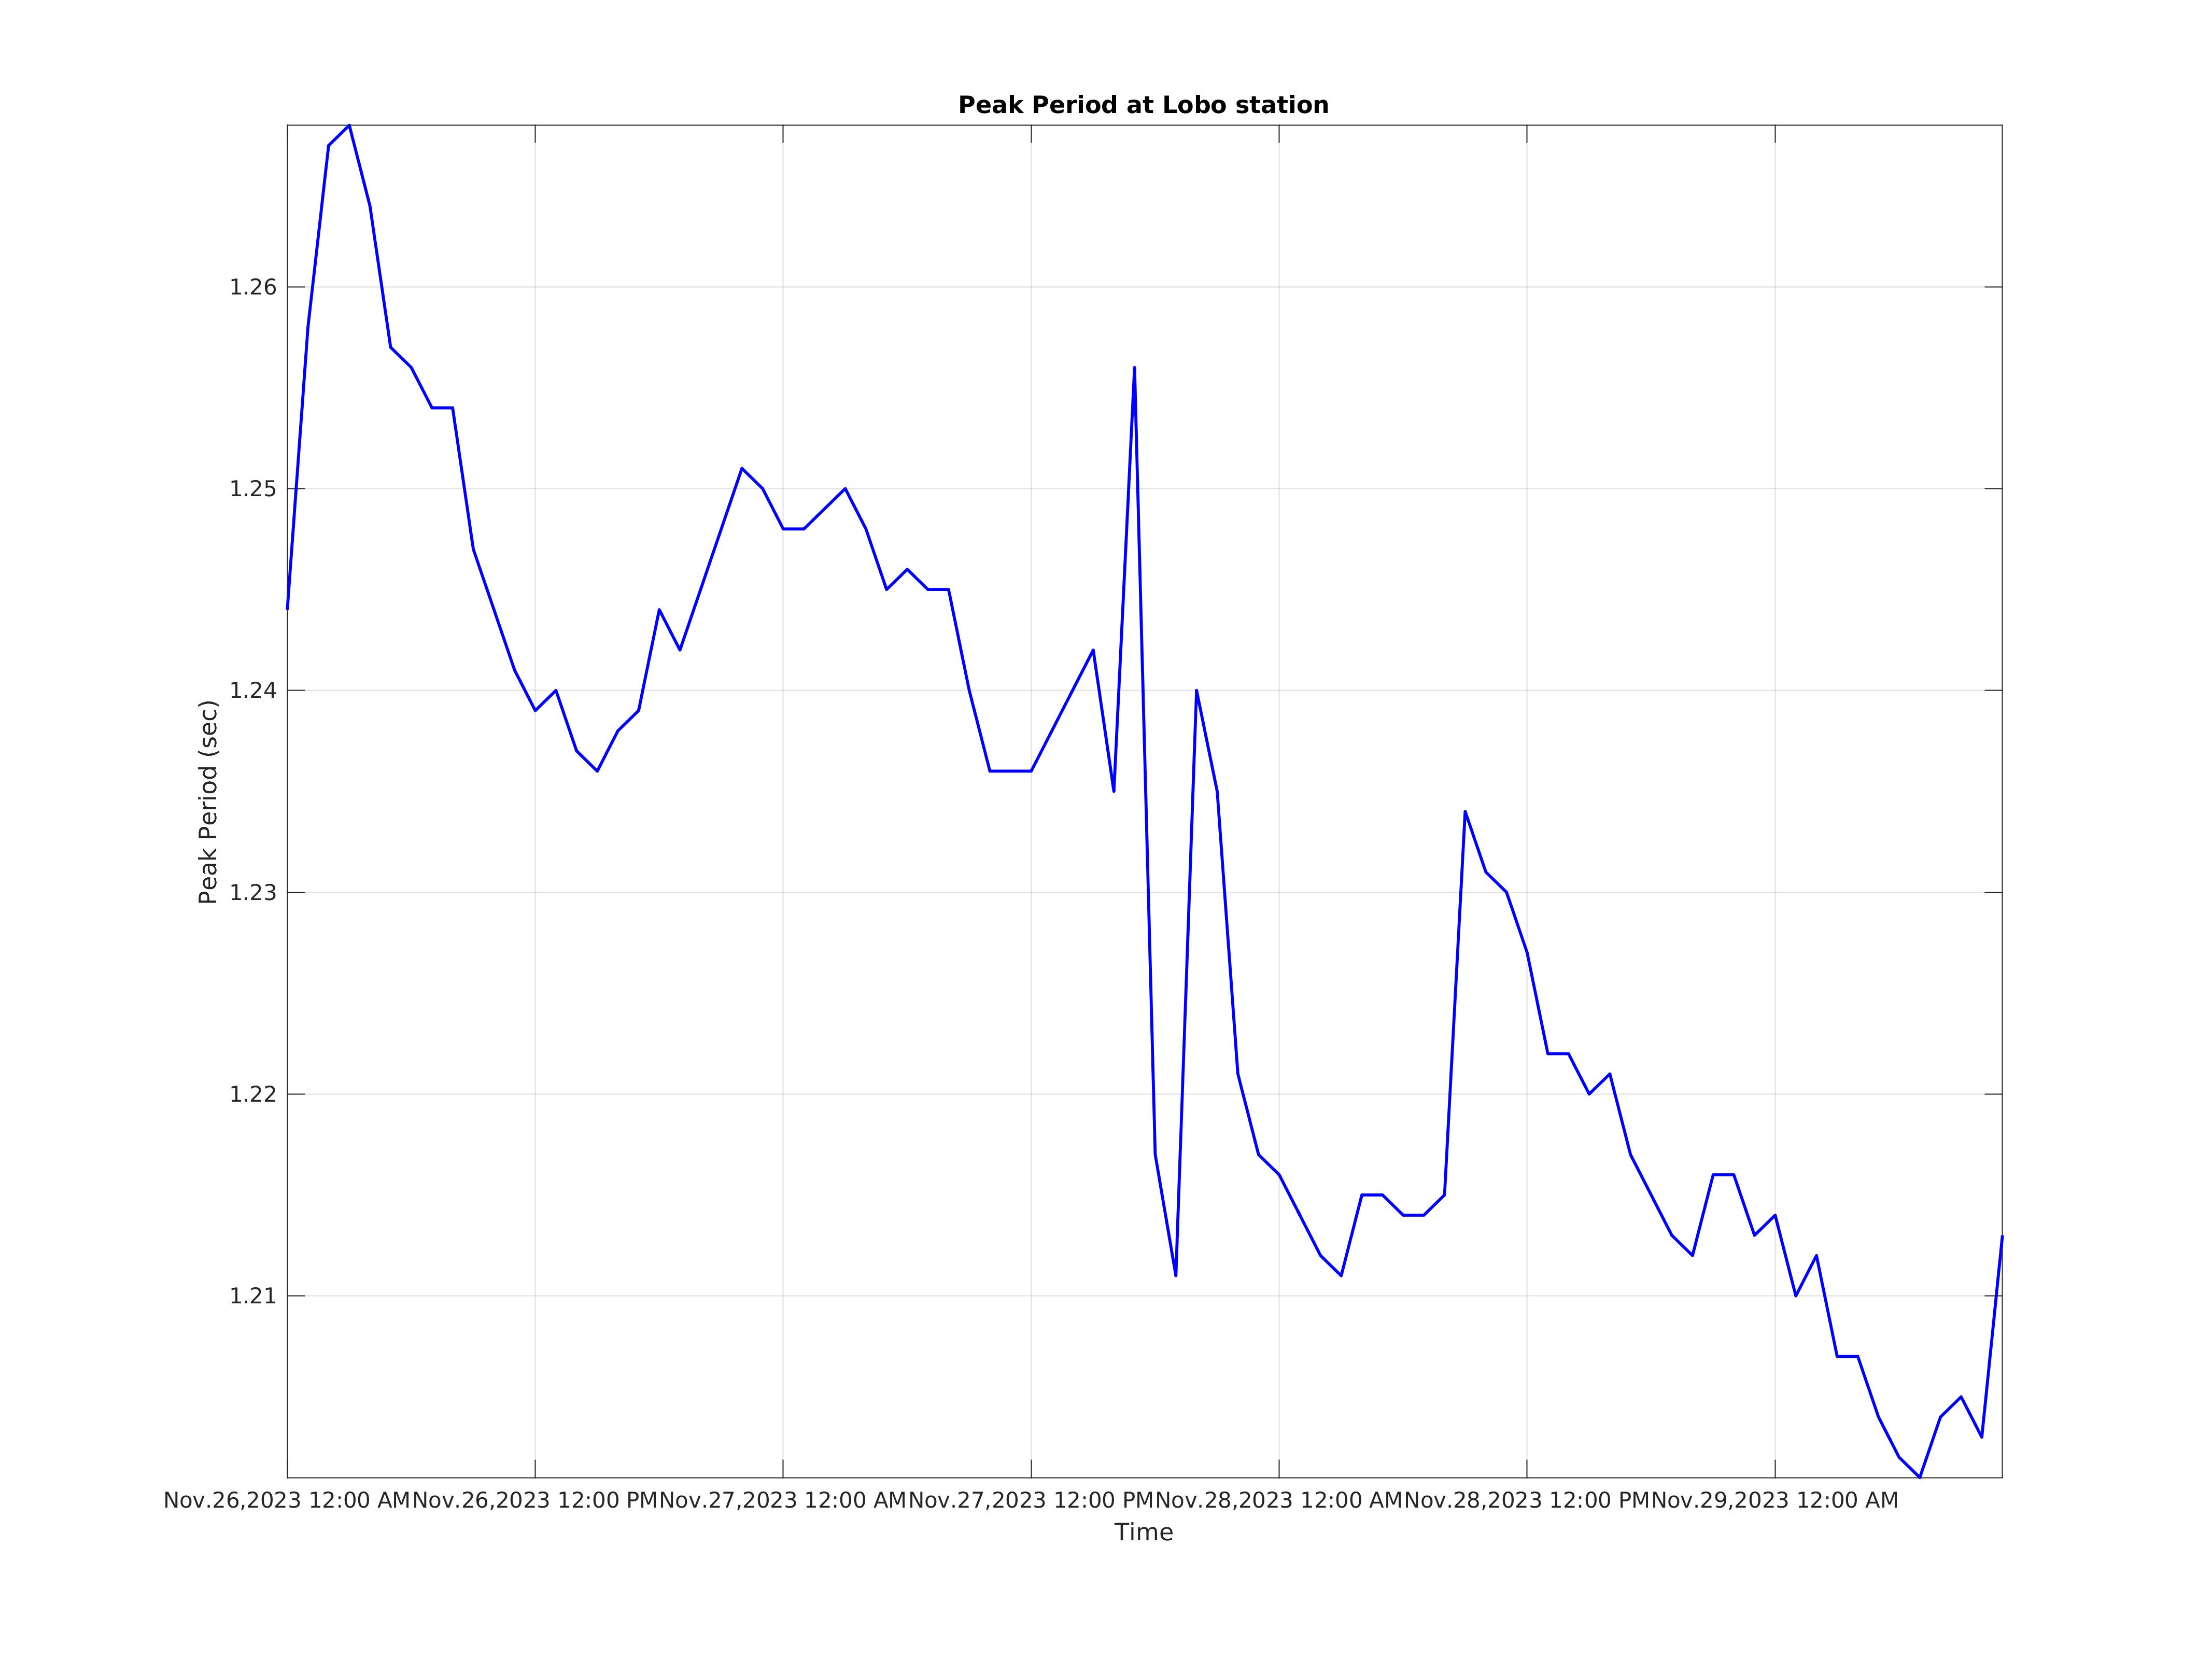 Peak Period at Lobo station
Peak Period (sec)
1.26
1.25
1.24
1.23
1.22
1.21
Nov.26,2023 12:00 AM Nov.26,2023 12:00 PM Nov.27,2023 12:00 AM Nov.27,2023 12:00 PM Nov.28,2023 12:00 AM Nov.28,2023 12:00 PM Nov.29,2023 12:00 AM
Time